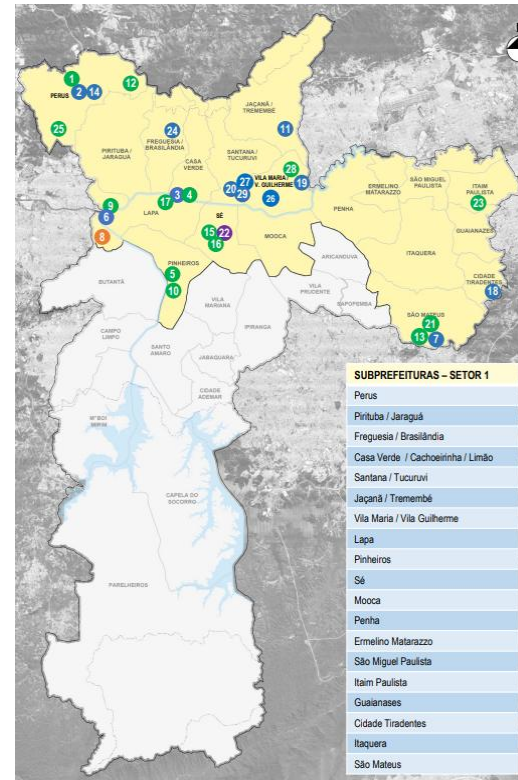 N
1
12
PERUS
2
14
JAÇANÃ /
TREMEMBÉ
25
24
11
PIRITUBA /
JARAGUÁ
FREGUESIA /
BRASILÂNDIA
CASA
VERDE
SANTANA /
TUCURUVI
28
27
VILA MARIA
V. GUILHERME
19
20
29
26
17
3
4
9
6
LAPA
8
SÉ
15
22
16
MOOCA
PENHA
ERMELINO
MATARAZZO
SÃO MIGUEL
PAULISTA
ITAIM
PAULISTA
23
GUAIANASES
ITAQUERA
CIDADE
TIRADENTES
18
PINHEIROS
5
10
BUTANTÃ
ARICANDUVA
VILA
PRUDENTE
SAPOPEMBA
SÃO MATEUS
21
13
7
VILA
MARIANA
IPIRANGA
CAMPO
LIMPO
SANTO
AMARO
JABAQUARA
CIDADE
ADEMAR
M'BOI
MIRIM
CAPELA DO
SOCORRO
PARELHEIROS
SUBPREFEITURAS – SETOR 1
Perus
Pirituba / Jaraguá
Freguesia / Brasilândia
Casa Verde / Cachoeirinha / Limão
Santana / Tucuruvi
Jaçanã / Tremembé
Vila Maria / Vila Guilherme
Lapa
Pinheiros
Sé
Mooca
Penha
Ermelino Matarazzo
São Miguel Paulista
Itaim Paulista
Guaianases
Cidade Tiradentes
Itaquera
São Mateus